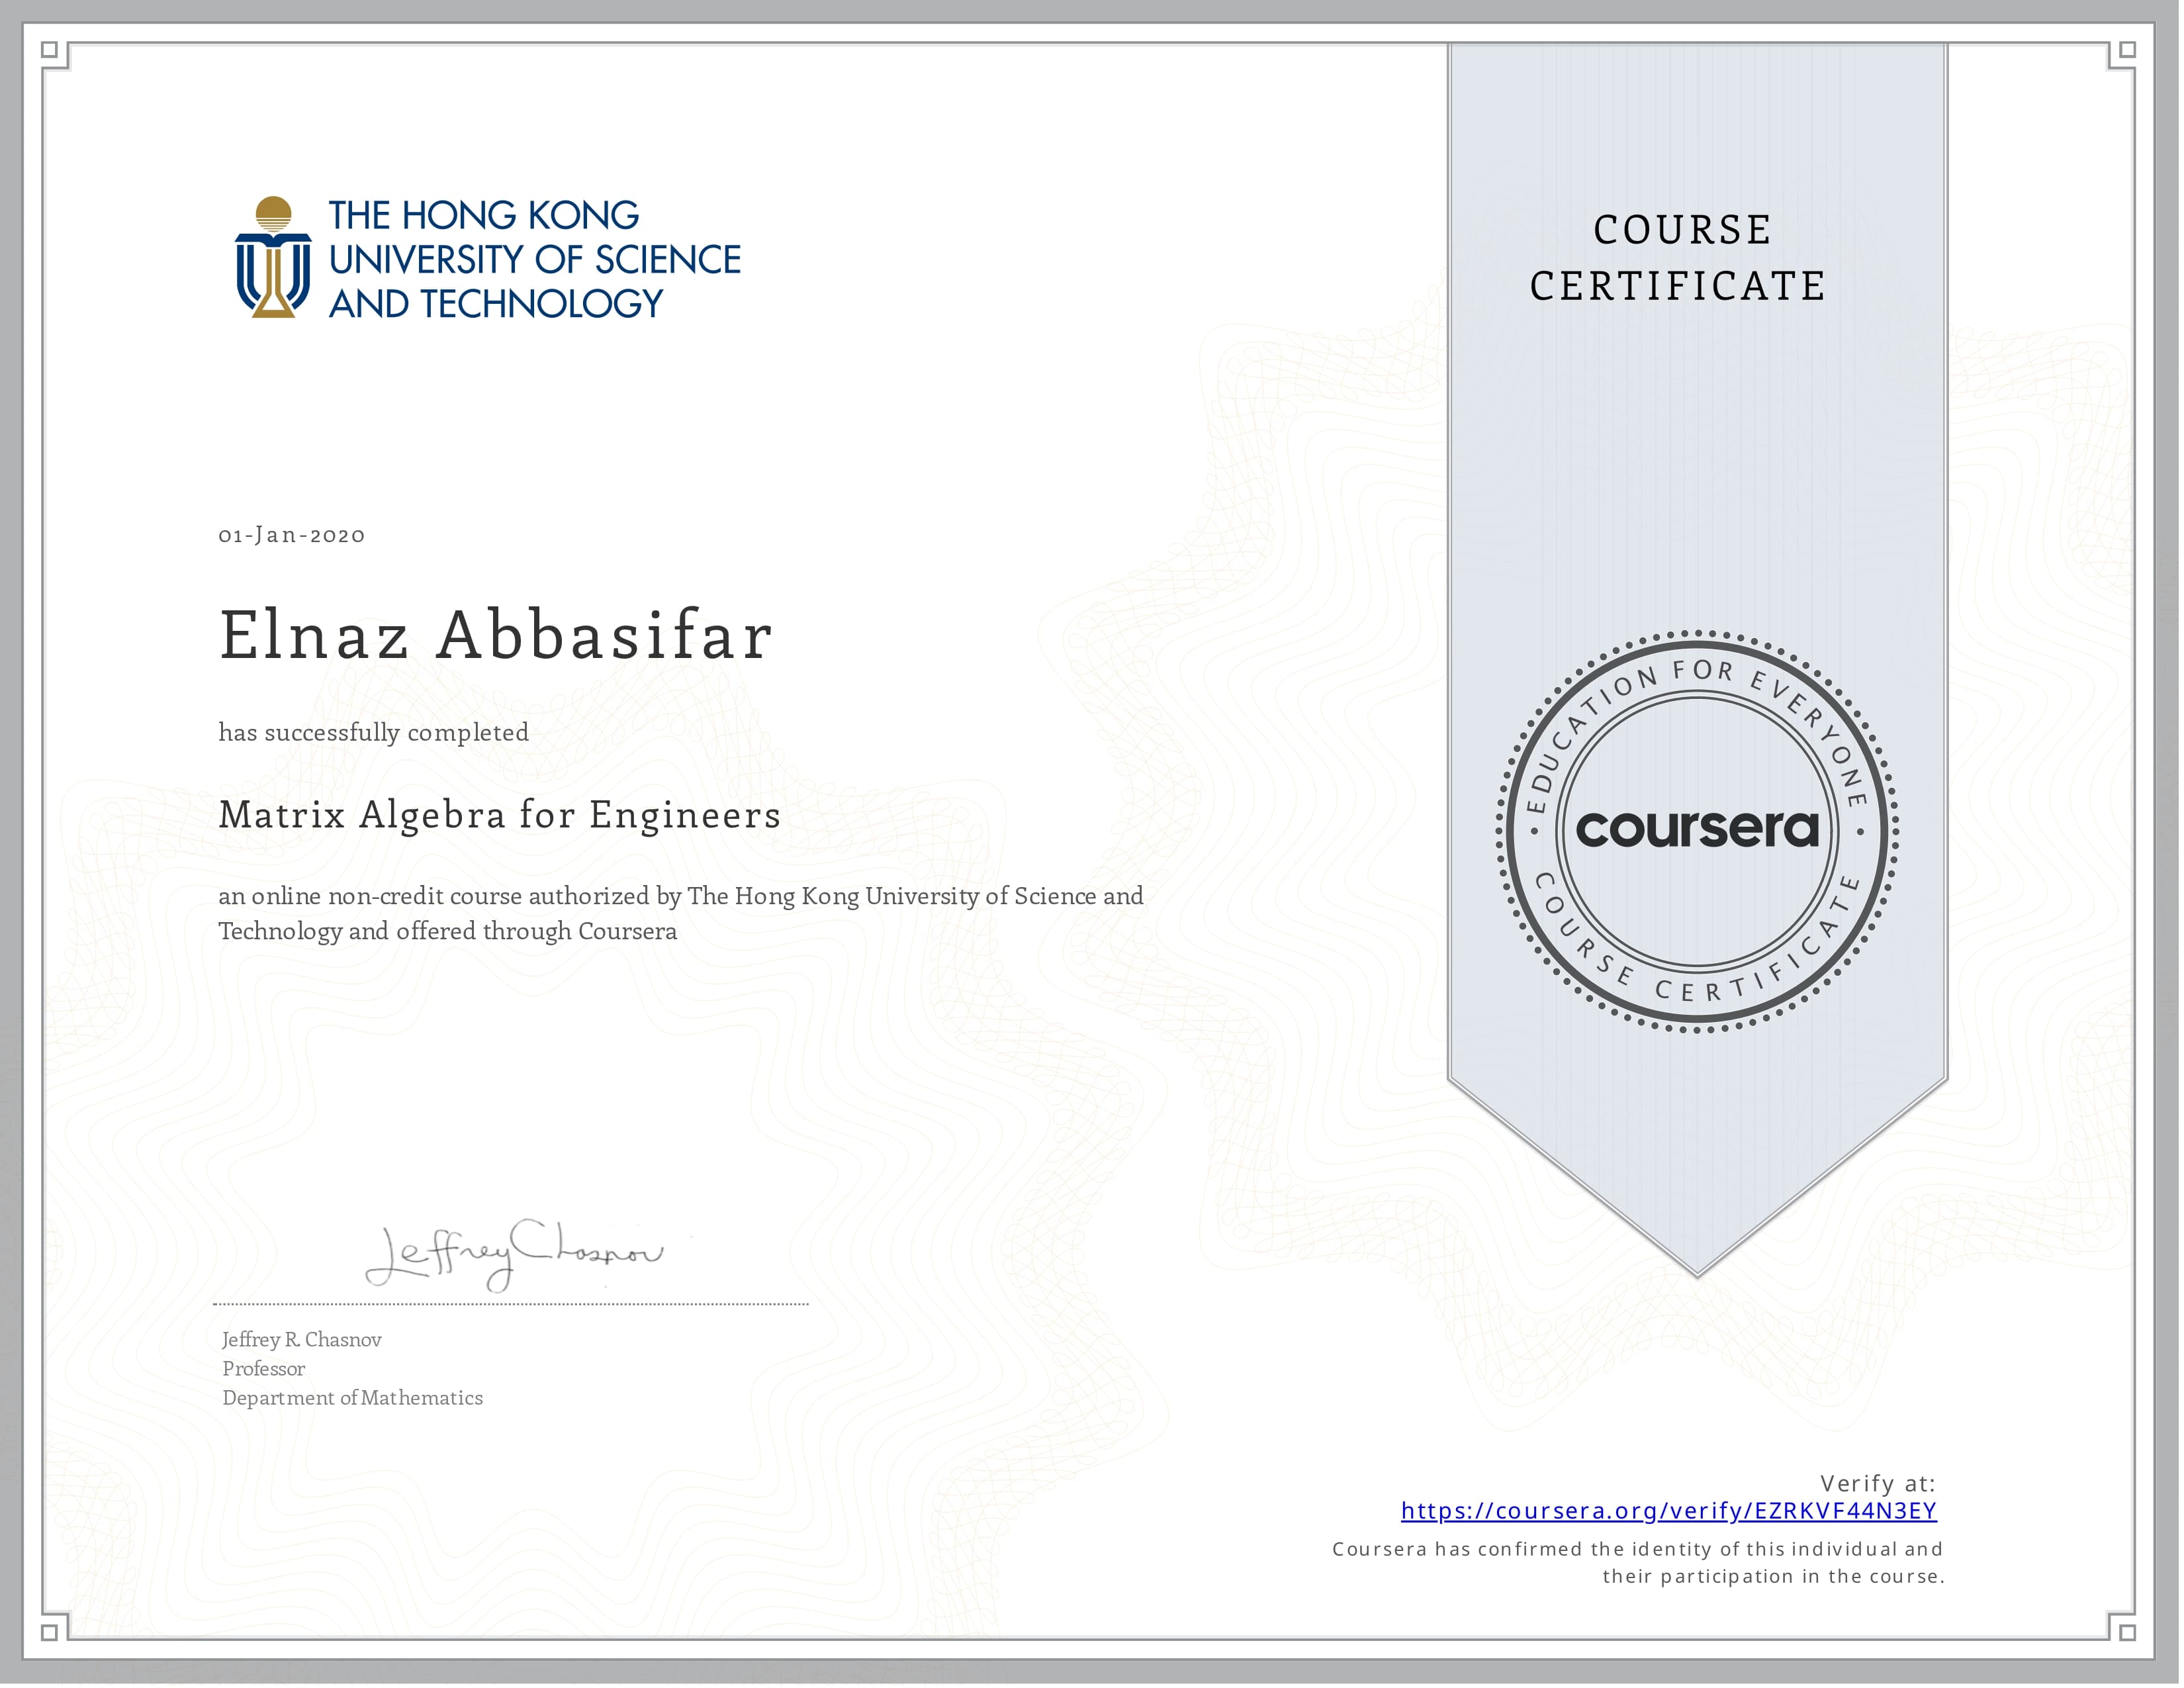 THE HONG KONG
UNIVERSITY OF SCIENCE
AND TECHNOLOGY
COURSE
CERTIFICATE
01-Jan-2020
Elnaz Abbasifar
has successfully completed
Matrix Algebra for Engineers
an online non-credit course authorized by The Hong Kong University of Science and
Technology and offered through Coursera
EDUCATION FOR EVERYONE
coursera
COURSE CERTIFICATE
Jeffrey Chasnov
Jeffrey R. Chasnov
Professor
Department of Mathematics
Verify at:
https://coursera.org/verify/EZRKVF44N3EY
Coursera has confirmed the identity of this individual and
their participation in the course.